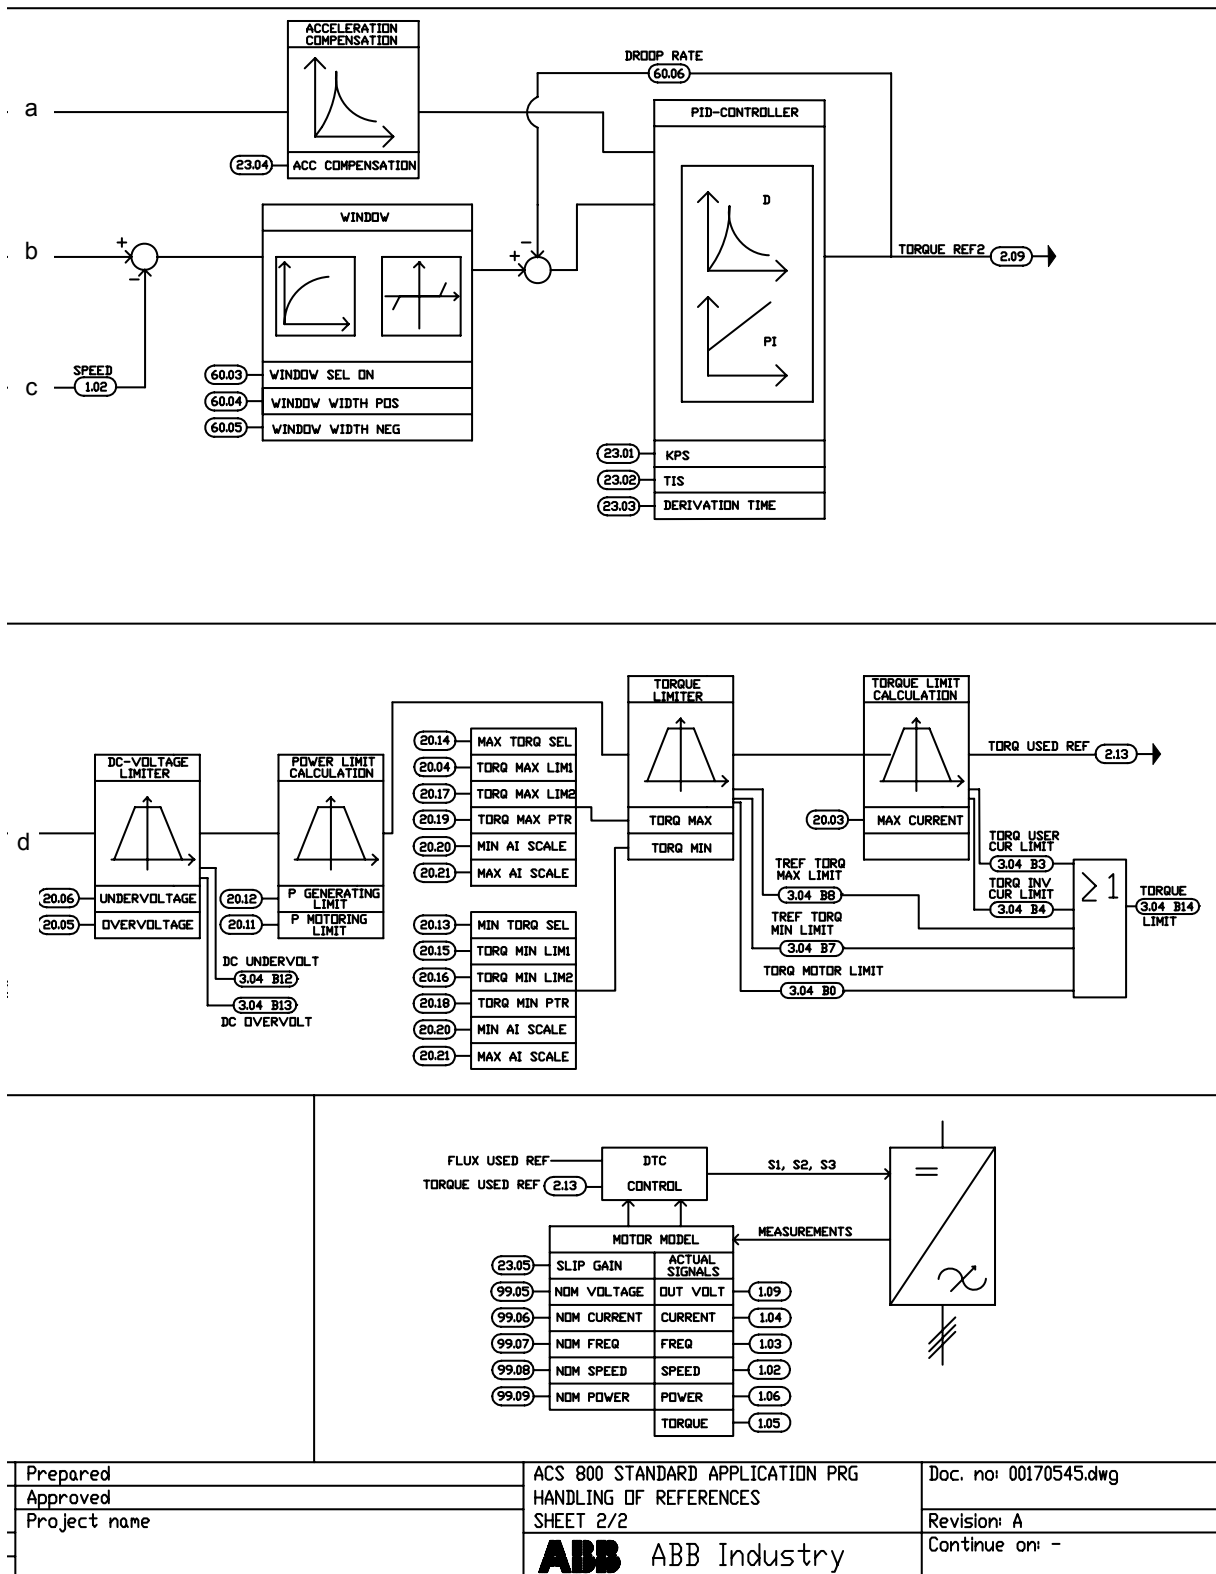 ACCELERATION
COMPENSATION
a
23.04 ACC COMPENSATION
DROOP RATE
60.06
PID-CONTROLLER
D
PI
b
+
-
WINDOW
+
-
TORQUE REF2 2.09
c
SPEED
1.02
60.03 WINDOW SEL ON
60.04 WINDOW WIDTH POS
60.05 WINDOW WIDTH NEG
23.01 KPS
23.02 TIS
23.03 DERIVATION TIME
d
DC-VOLTAGE
LIMITER
20.06 UNDERVOLTAGE
20.05 OVERVOLTAGE
DC UNDERVOLT
3.04 B12
3.04 B13
DC OVERVOLT
POWER LIMIT
CALCULATION
20.12 P GENERATING
LIMIT
20.11 P MOTORING
LIMIT
20.14 MAX TORQ SEL
20.04 TORQ MAX LIM1
20.17 TORQ MAX LIM2
20.19 TORQ MAX PTR
20.20 MIN AI SCALE
20.21 MAX AI SCALE
20.13 MIN TORQ SEL
20.15 TORQ MIN LIM1
20.16 TORQ MIN LIM2
20.18 TORQ MIN PTR
20.20 MIN AI SCALE
20.21 MAX AI SCALE
TORQUE
LIMITER
TORQ MAX
TORQ MIN
TORQUE LIMIT
CALCULATION
20.03 MAX CURRENT
TORQ USED REF 2.13
TORQ USER
CUR LIMIT
3.04 B3
TORQ INV
CUR LIMIT
3.04 B4
TREF TORQ
MAX LIMIT
3.04 B8
TREF TORQ
MIN LIMIT
3.04 B7
TORQ MOTOR LIMIT
3.04 B0
∑1
TORQUE
3.04 B14
LIMIT
FLUX USED REF
TORQUE USED REF 2.13
DTC
CONTROL
S1, S2, S3
MEASUREMENTS
MOTOR MODEL
23.05 SLIP GAIN ACTUAL
SIGNALS
99.05 NOM VOLTAGE OUT VOLT 1.09
99.06 NOM CURRENT CURRENT 1.04
99.07 NOM FREQ FREQ 1.03
99.08 NOM SPEED SPEED 1.02
99.09 NOM POWER POWER 1.06
TORQUE 1.05
Prepared
Approved
Project name
ACS 800 STANDARD APPLICATION PRG
HANDLING OF REFERENCES
SHEET 2/2
ABB ABB Industry
Doc. no: 00170545.dwg
Revision: A
Continue on: -